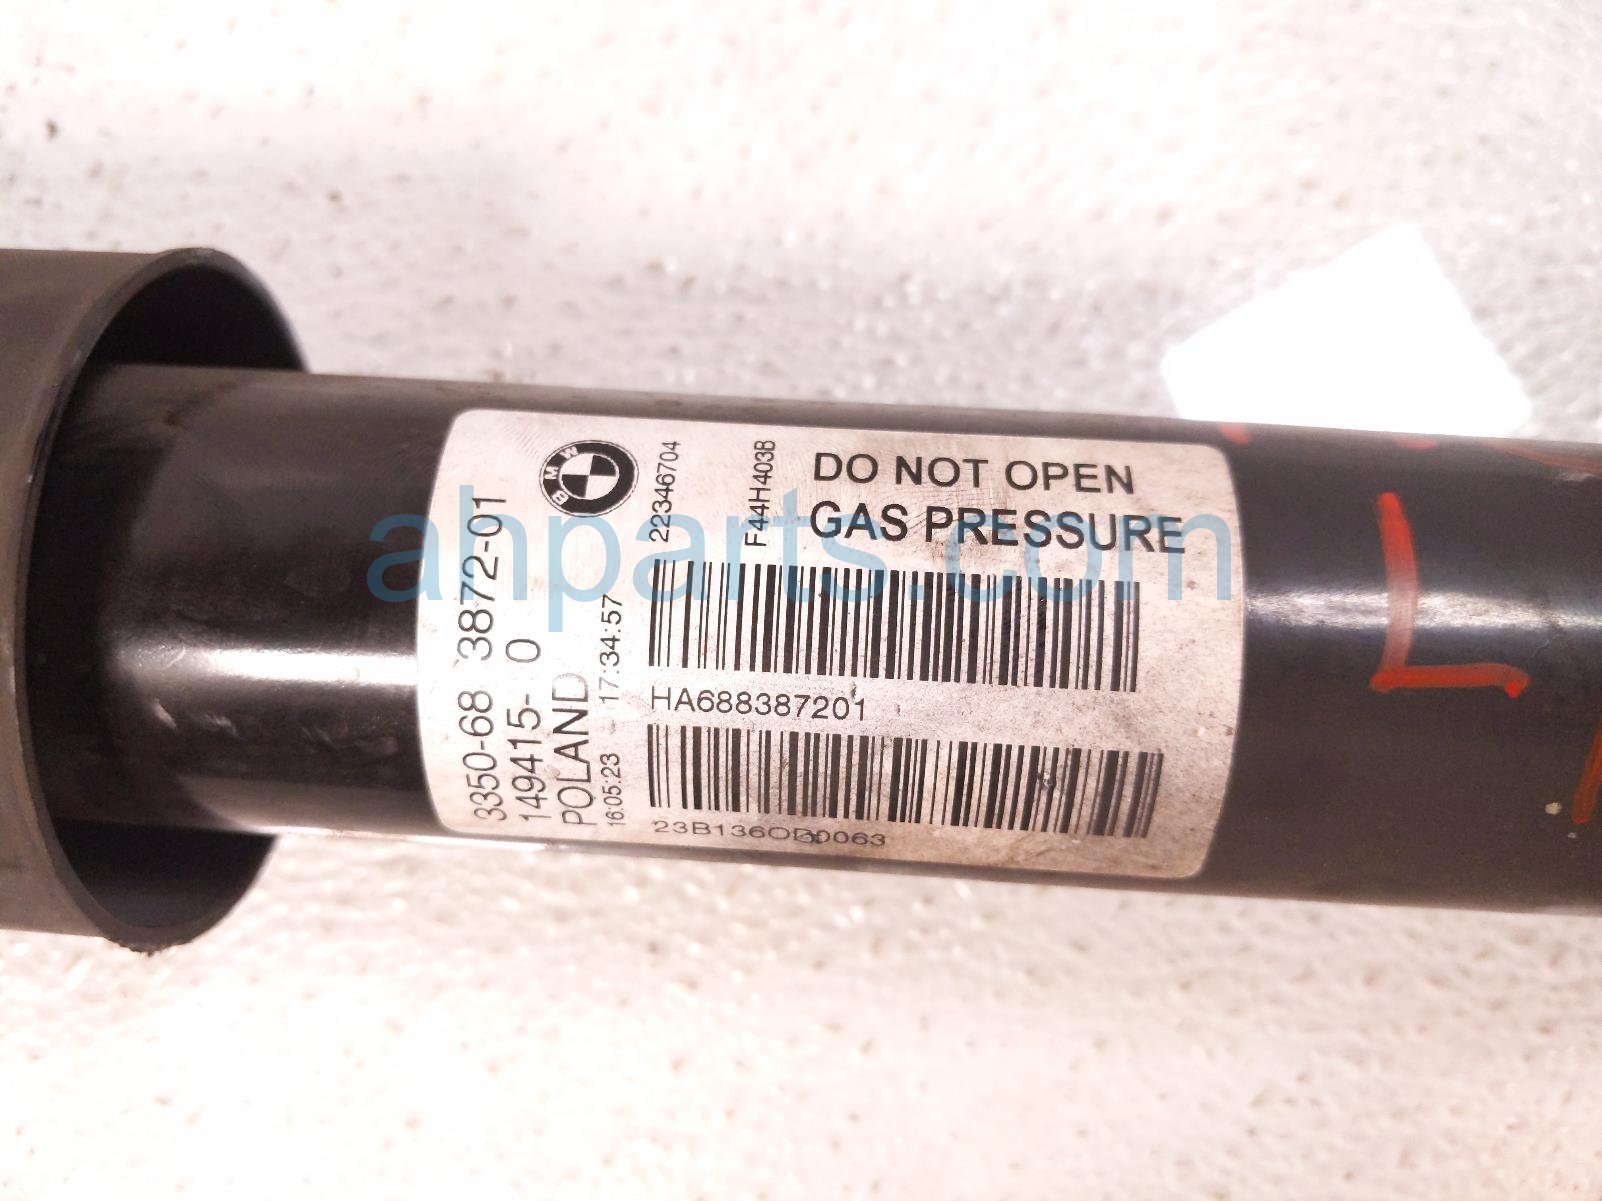 BMW
3350-68 3872-01
149415- 0
POLAND
16:05:23 17:34:57
22346704
F44H403B
DO NOT OPEN
GAS PRESSURE
HA688387201
ahparts.com
L